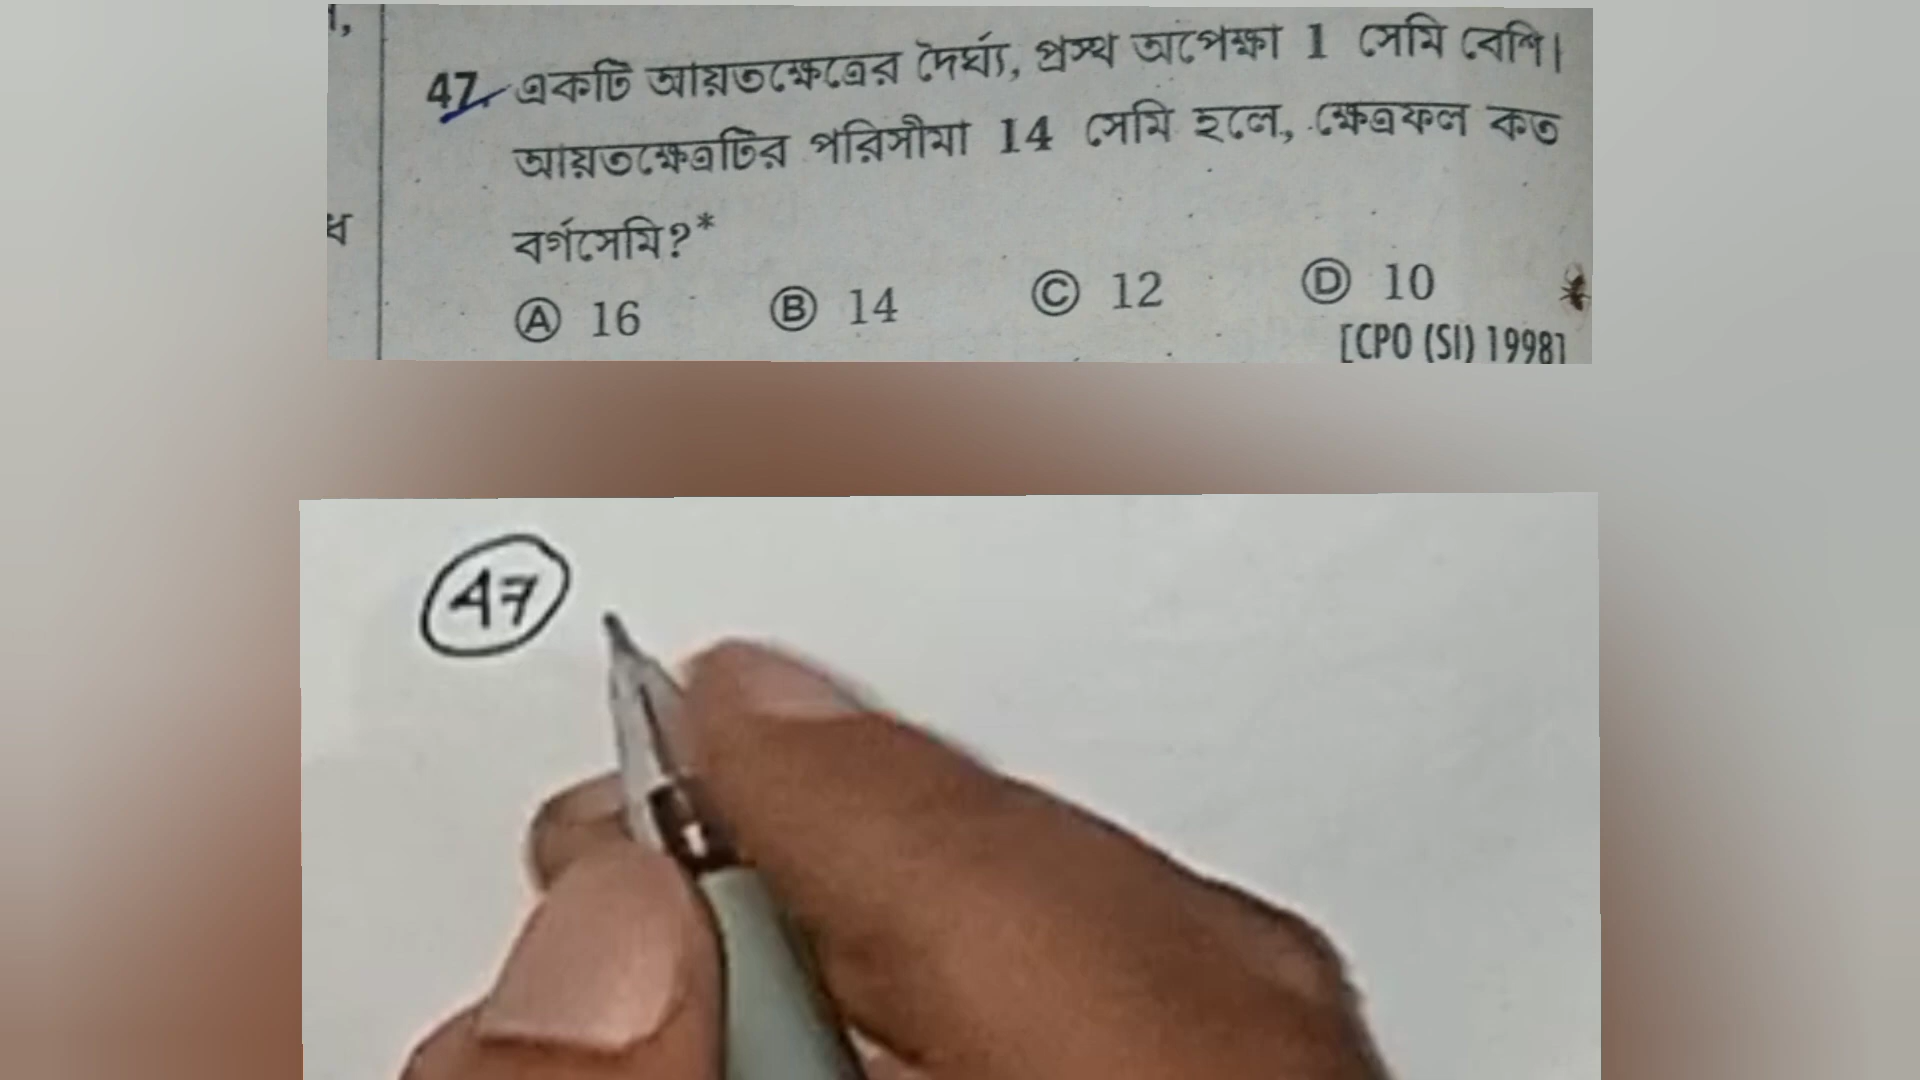 47. একটি আয়তক্ষেত্রের দৈর্ঘ্য, প্রস্থ অপেক্ষা 1 সেমি বেশি।
আয়তক্ষেত্রটির পরিসীমা 14 সেমি হলে, ক্ষেত্রফল কত
বর্গসেমি?*
Ⓐ 16 Ⓑ 14 Ⓒ 12 Ⓓ 10
[CPO (SI) 1998]
47